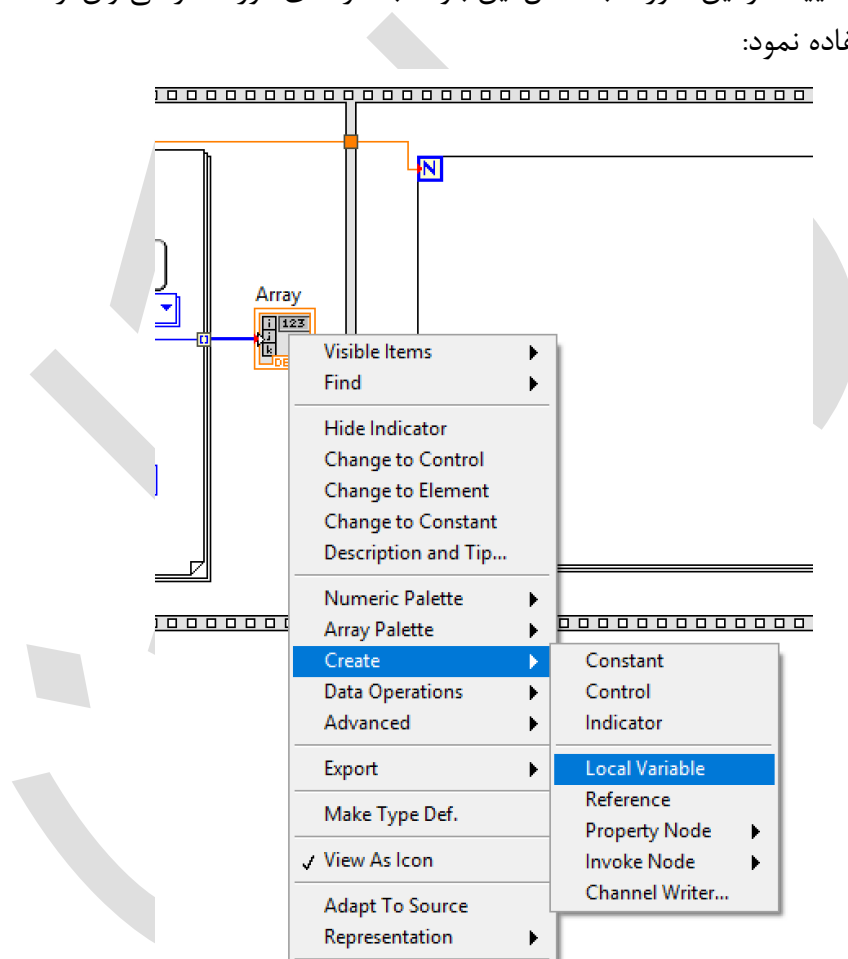 نمود:
N
Array
123
Visible Items
Find
Hide Indicator
Change to Control
Change to Element
Change to Constant
Description and Tip...
Numeric Palette
Array Palette
Create
Data Operations
Advanced
Export
Make Type Def.
View As Icon
Adapt To Source
Representation
Constant
Control
Indicator
Local Variable
Reference
Property Node
Invoke Node
Channel Writer...